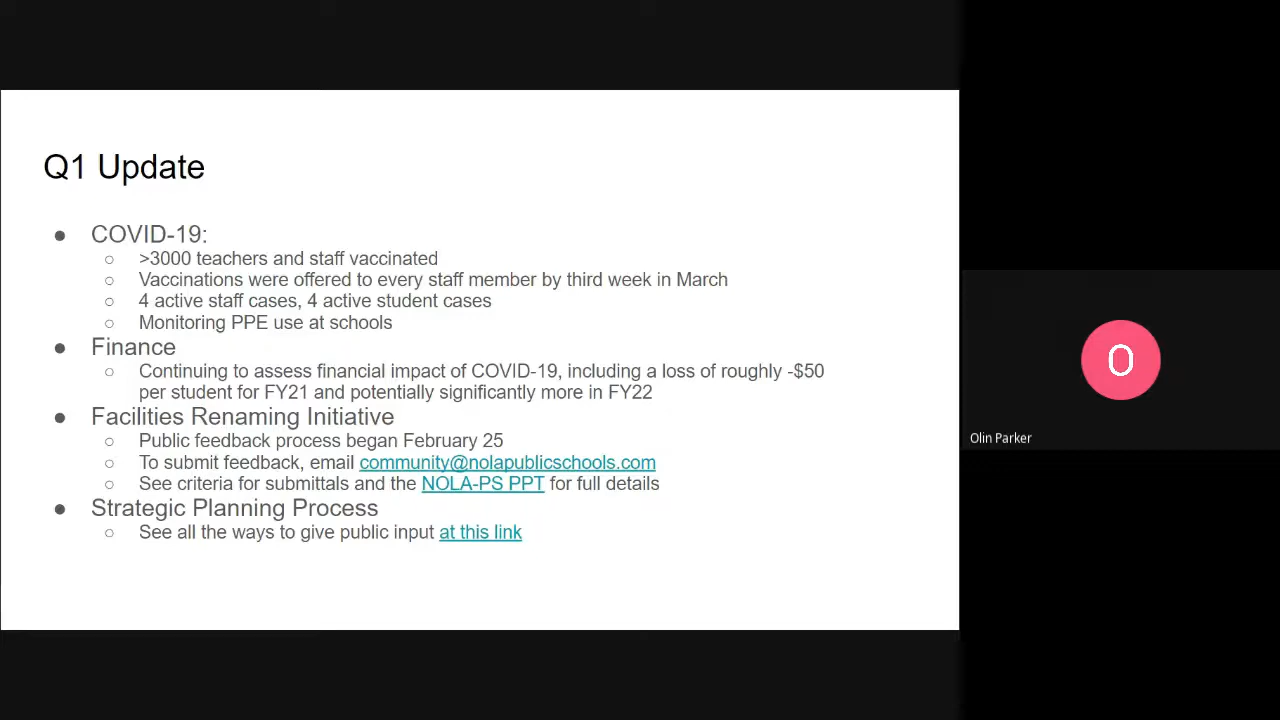 Q1 Update
● COVID-19:
○ >3000 teachers and staff vaccinated
○ Vaccinations were offered to every staff member by third week in March
○ 4 active staff cases, 4 active student cases
○ Monitoring PPE use at schools
● Finance
○ Continuing to assess financial impact of COVID-19, including a loss of roughly -$50
per student for FY21 and potentially significantly more in FY22
● Facilities Renaming Initiative
○ Public feedback process began February 25
○ To submit feedback, email community@nolapublicschools.com
○ See criteria for submittals and the NOLA-PS PPT for full details
● Strategic Planning Process
○ See all the ways to give public input at this link
O
Olin Parker